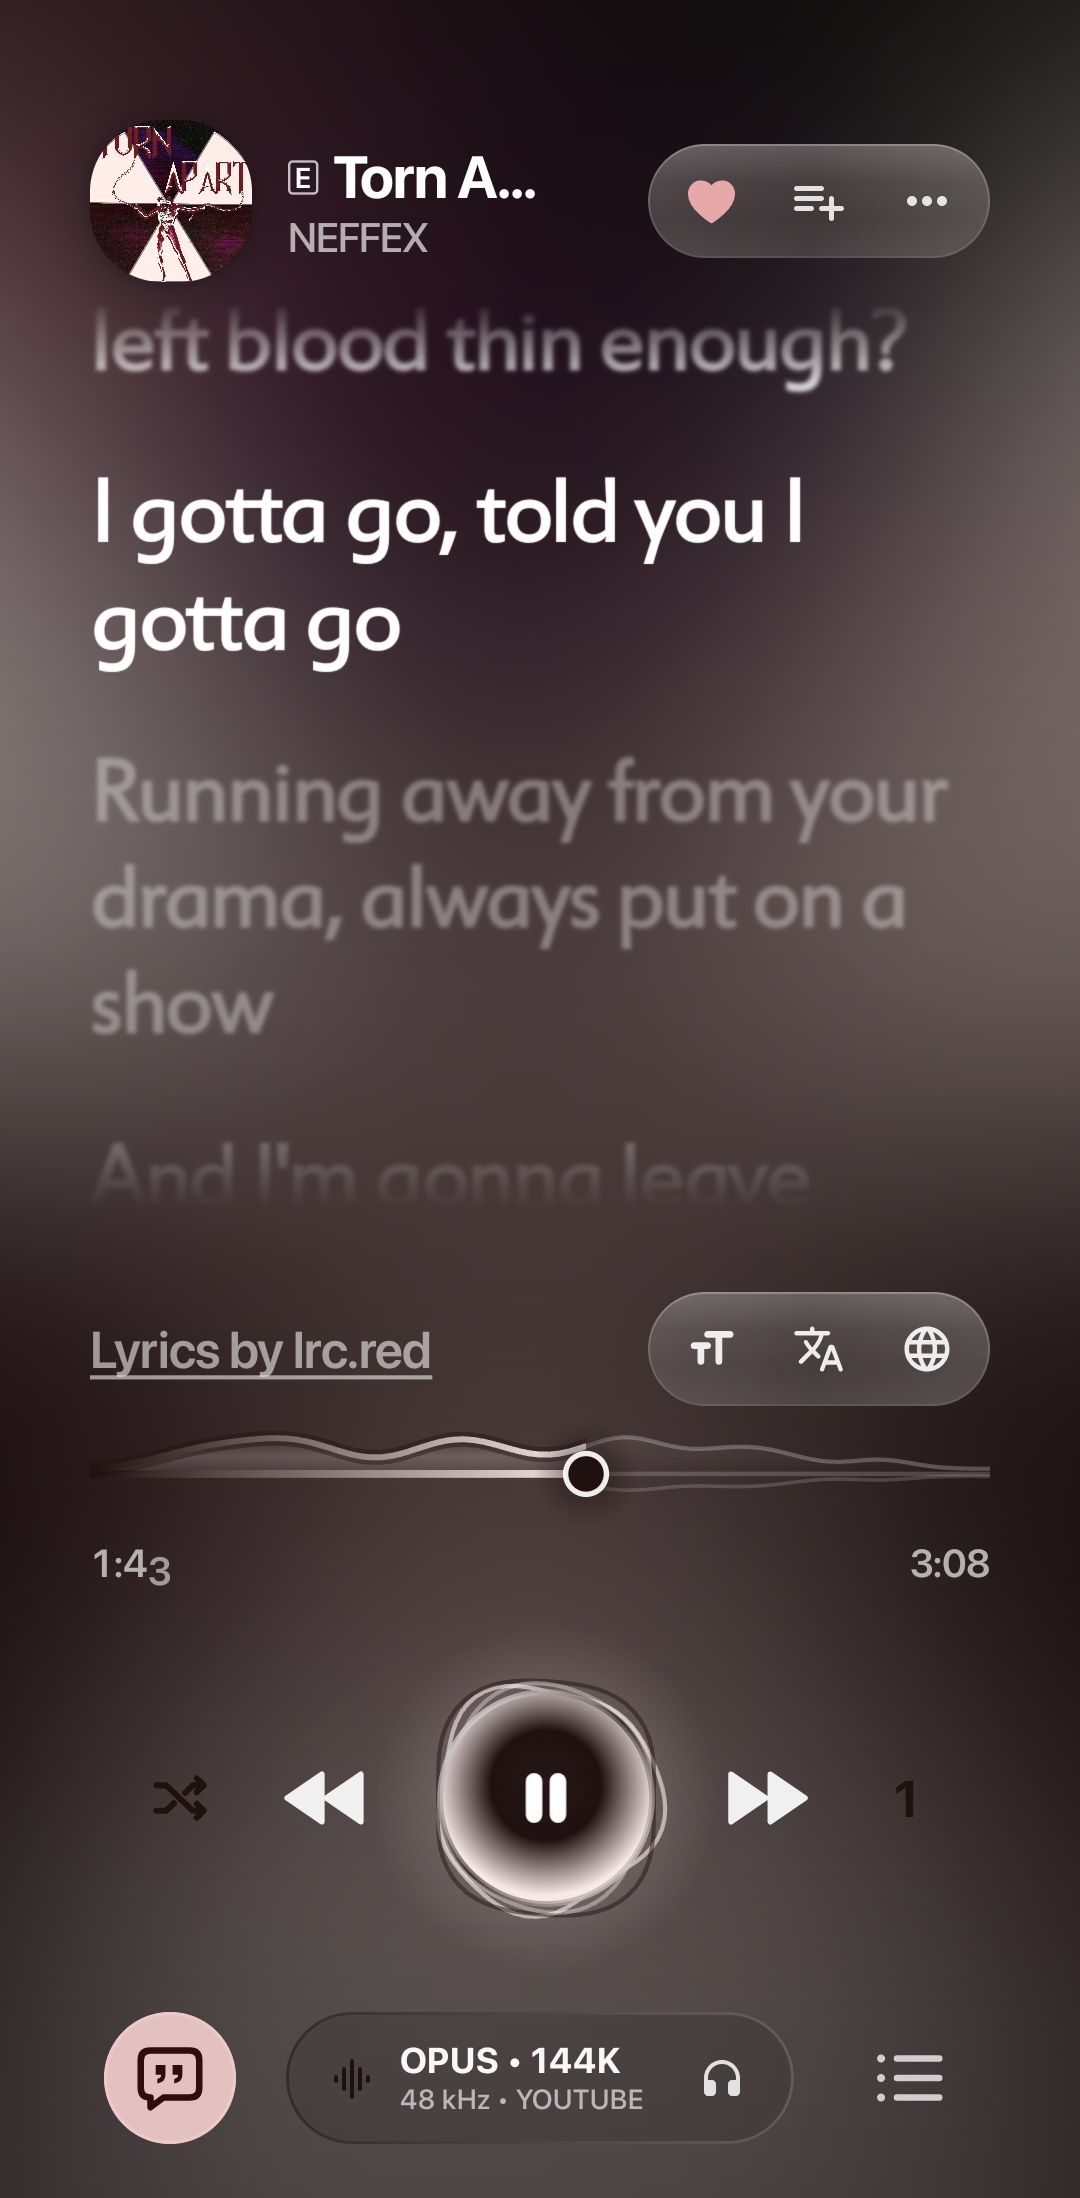 TURN
APART
E Torn A...
NEFFEX
left blood thin enough?
I gotta go, told you I
gotta go
Running away from your
drama, always put on a
show
And I'm gonna leave
Lyrics by lrc.red
1:43
3:08
1
OPUS • 144K
48 kHz • YOUTUBE